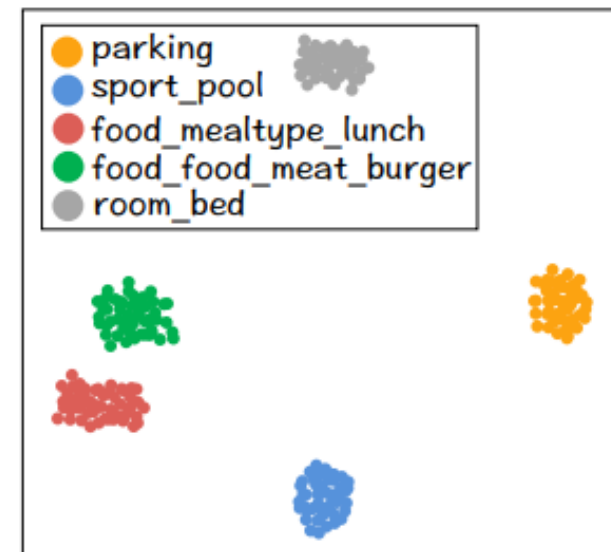 parking
sport_pool
food_mealtype_lunch
food_food_meat_burger
room_bed